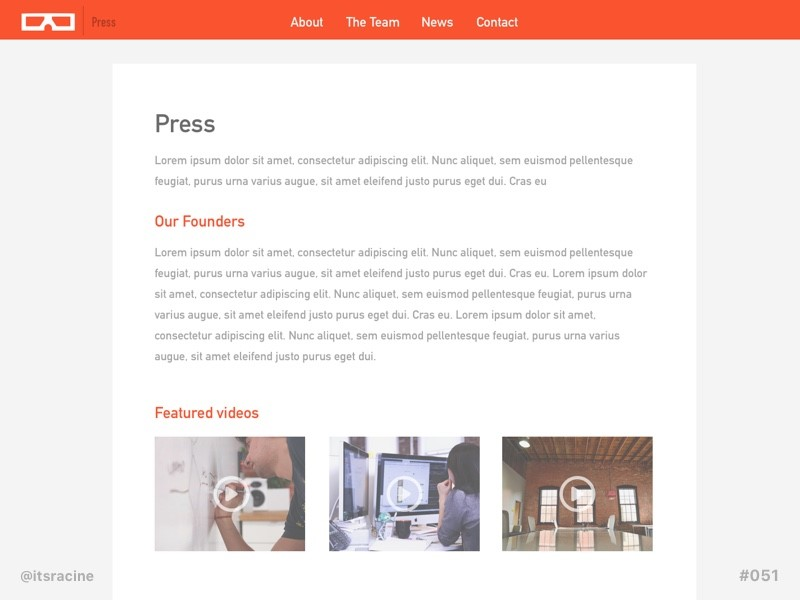 Press
About The Team News Contact
Press
Lorem ipsum dolor sit amet, consectetur adipiscing elit. Nunc aliquet, sem euismod pellentesque
feugiat, purus urna varius augue, sit amet eleifend justo purus eget dui. Cras eu
Our Founders
Lorem ipsum dolor sit amet, consectetur adipiscing elit. Nunc aliquet, sem euismod pellentesque
feugiat, purus urna varius augue, sit amet eleifend justo purus eget dui. Cras eu. Lorem ipsum dolor
sit amet, consectetur adipiscing elit. Nunc aliquet, sem euismod pellentesque feugiat, purus urna
varius augue, sit amet eleifend justo purus eget dui. Cras eu. Lorem ipsum dolor sit amet,
consectetur adipiscing elit. Nunc aliquet, sem euismod pellentesque feugiat, purus urna varius
augue, sit amet eleifend justo purus eget dui.
Featured videos
@itsracine
#051